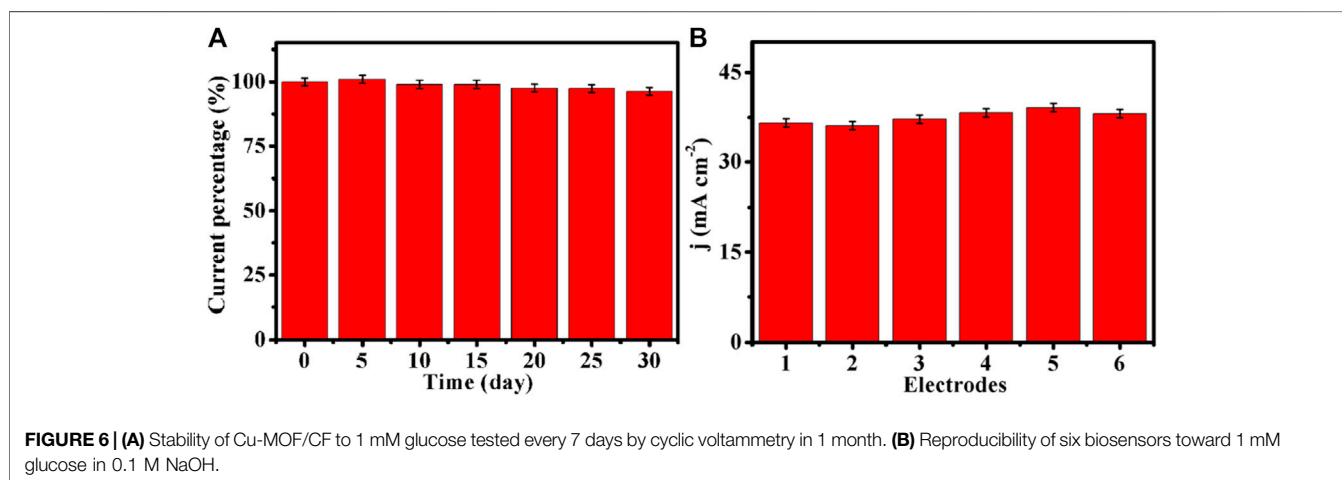 A
B
Current percentage (%)
100
75
50
25
0
0 5 10 15 20 25 30
Time (day)
j (mA cm⁻²)
45
30
15
0
1 2 3 4 5 6
Electrodes
FIGURE 6 | (A) Stability of Cu-MOF/CF to 1 mM glucose tested every 7 days by cyclic voltammetry in 1 month. (B) Reproducibility of six biosensors toward 1 mM
glucose in 0.1 M NaOH.